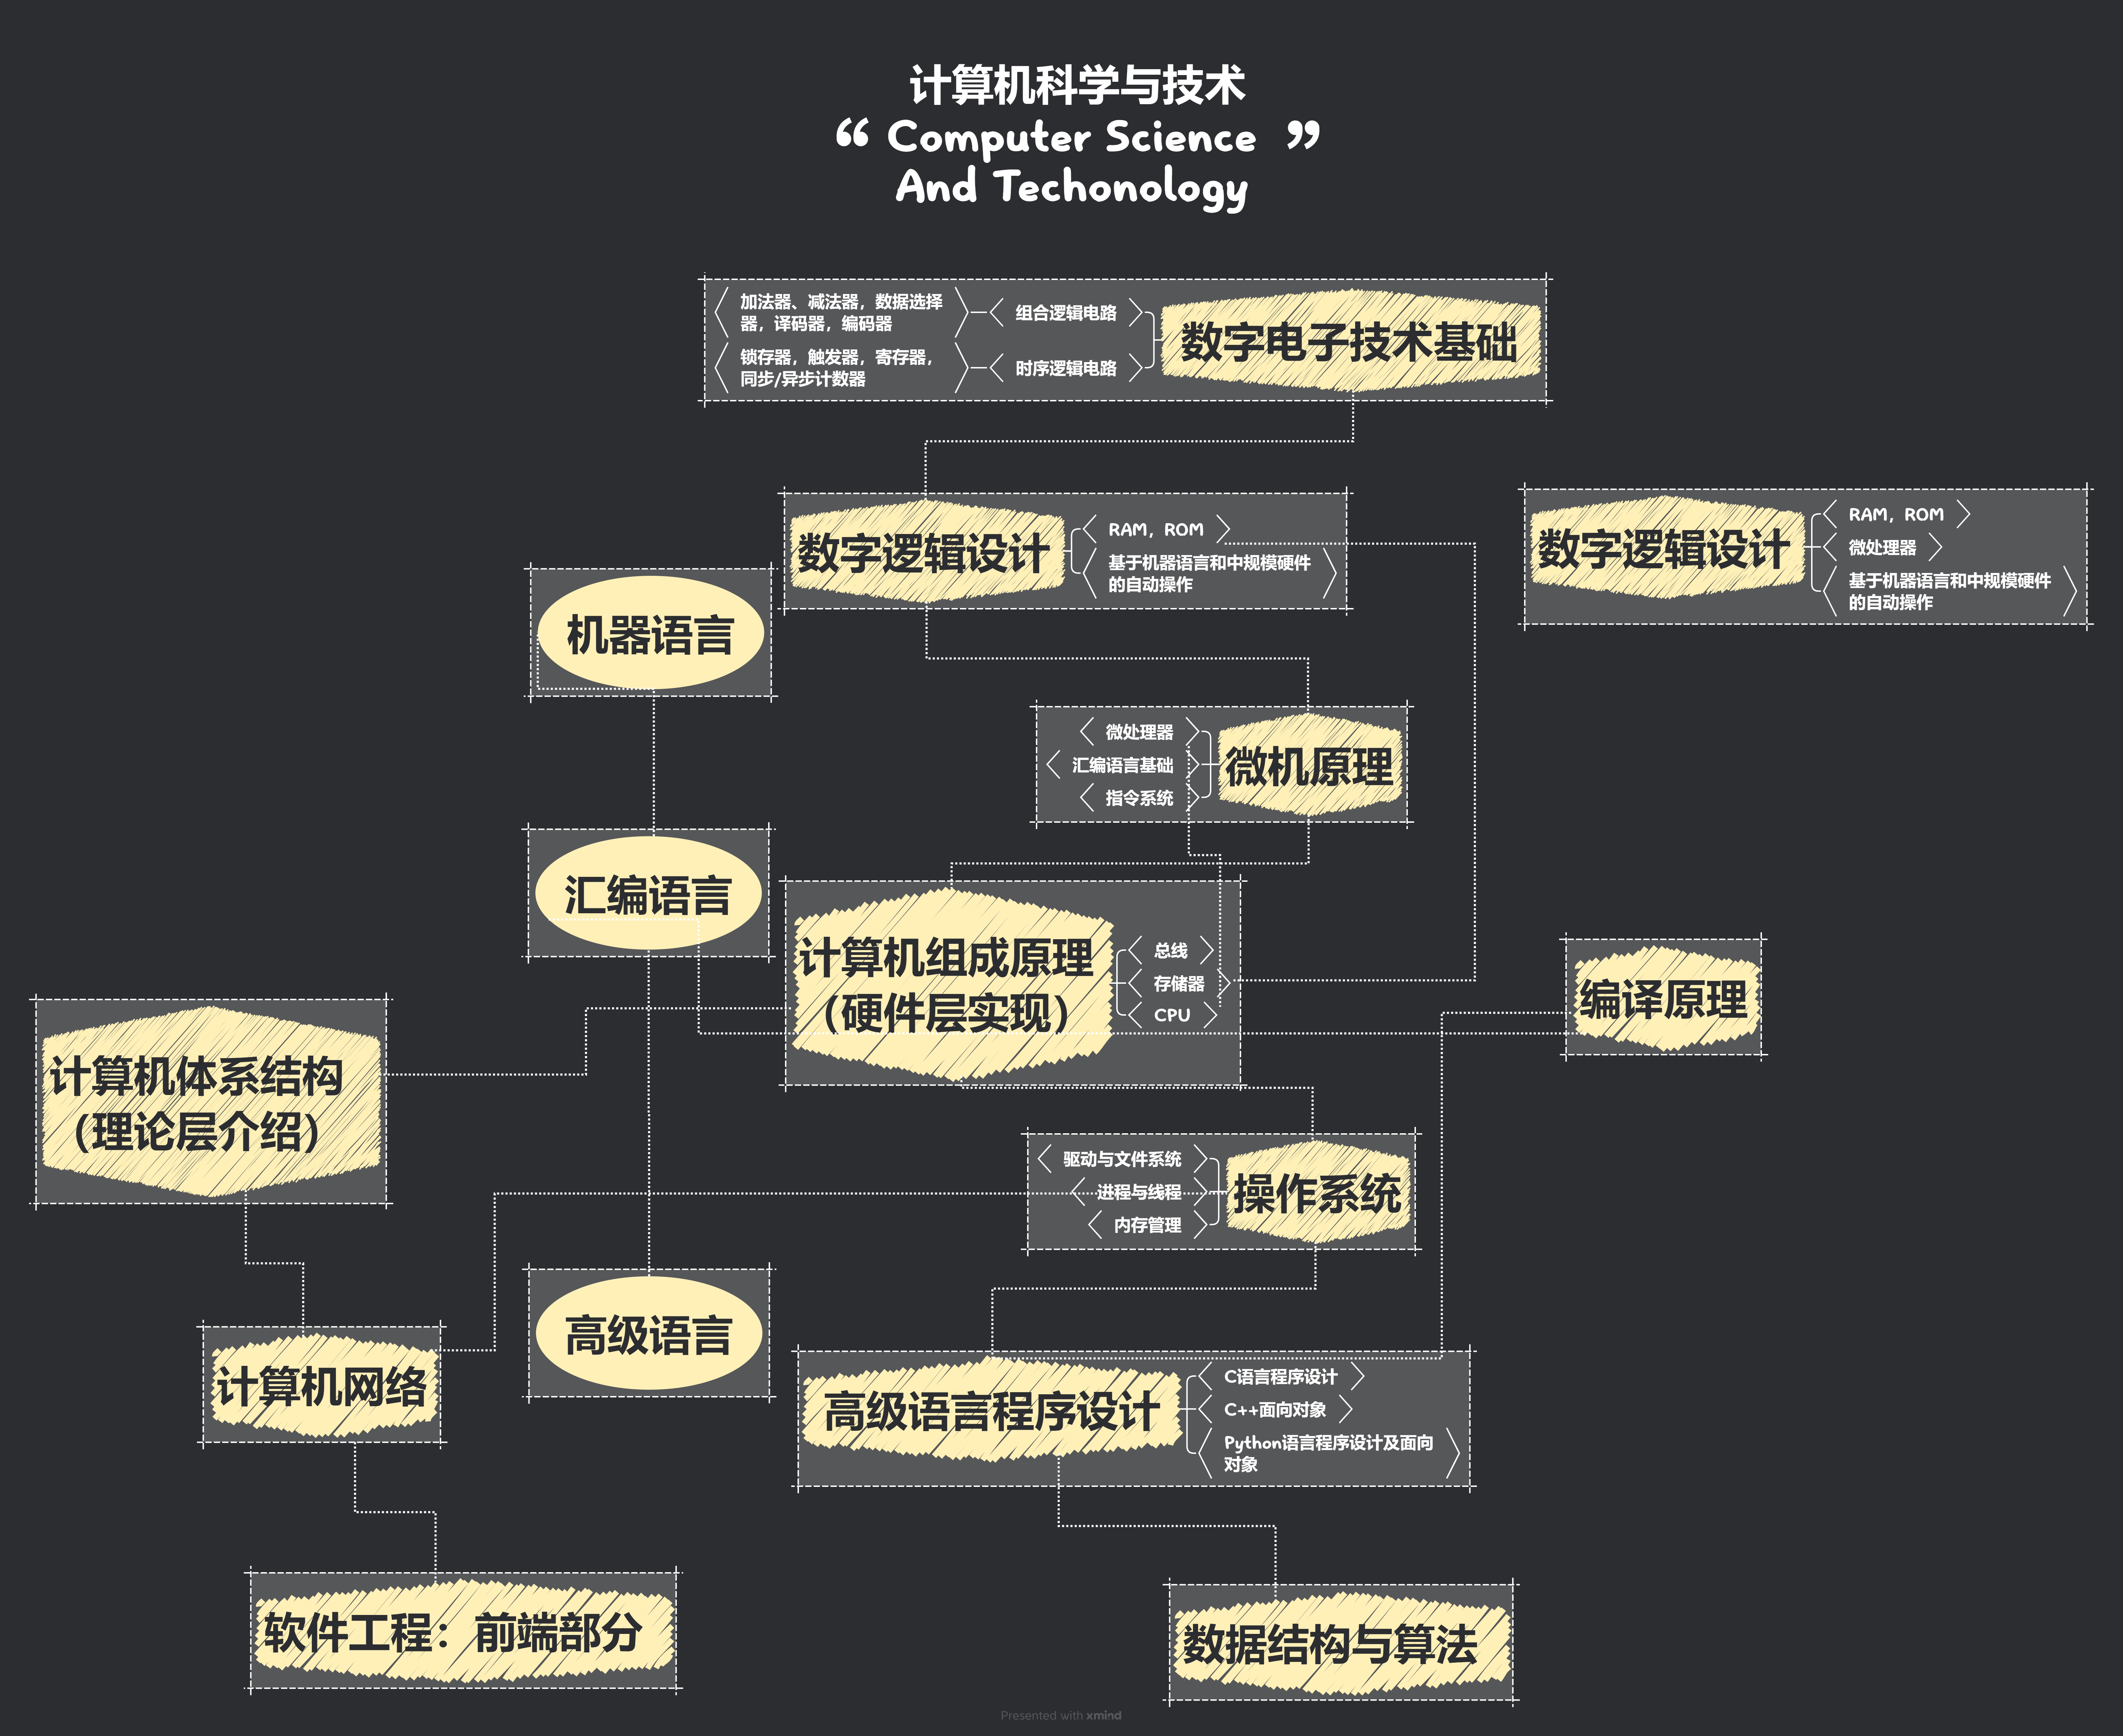 计算机科学与技术
“ Computer Science ”
And Techonology
加法器、减法器，数据选择
器，译码器，编码器
组合逻辑电路
锁存器，触发器，寄存器，
同步/异步计数器
时序逻辑电路
数字电子技术基础
数字逻辑设计
RAM，ROM
基于机器语言和中规模硬件
的自动操作
数字逻辑设计
RAM，ROM
微处理器
基于机器语言和中规模硬件
的自动操作
机器语言
微处理器
汇编语言基础
指令系统
微机原理
汇编语言
计算机组成原理
（硬件层实现）
总线
存储器
CPU
编译原理
计算机体系结构
（理论层介绍）
驱动与文件系统
进程与线程
内存管理
操作系统
高级语言
计算机网络
高级语言程序设计
C语言程序设计
C++面向对象
Python语言程序设计及面向
对象
软件工程：前端部分
数据结构与算法
Presented with xmind